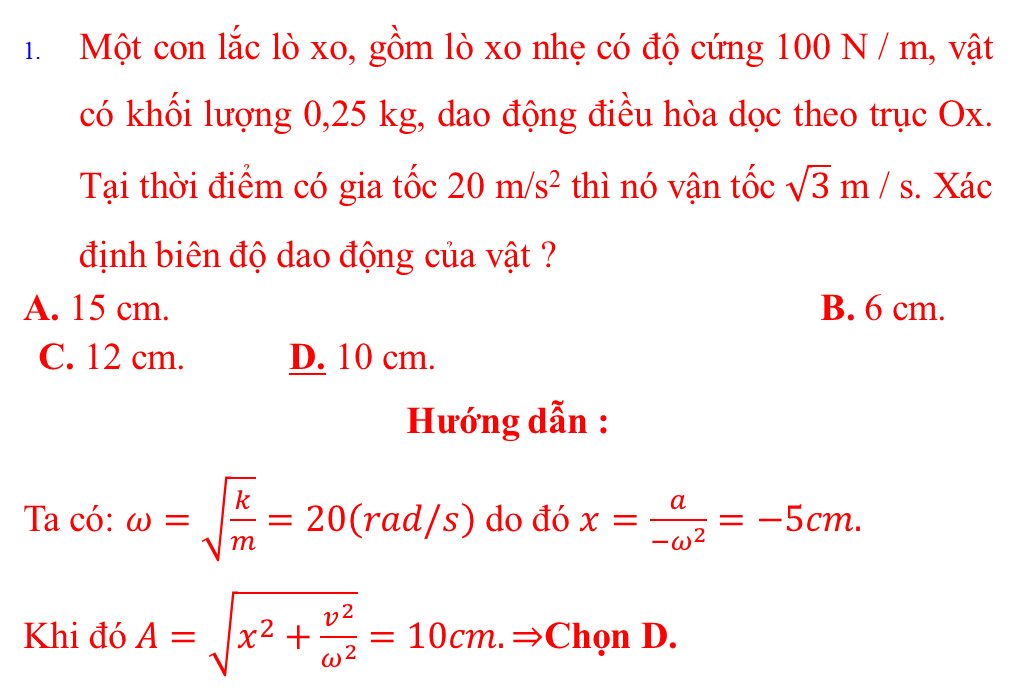 1. Một con lắc lò xo, gồm lò xo nhẹ có độ cứng 100 N / m, vật
có khối lượng 0,25 kg, dao động điều hòa dọc theo trục Ox.
Tại thời điểm có gia tốc 20 m/s² thì nó vận tốc √3 m / s. Xác
định biên độ dao động của vật ?
A. 15 cm. B. 6 cm.
C. 12 cm. D. 10 cm.
Hướng dẫn :
Ta có: ω = √(k/m) = 20(rad/s) do đó x = a/(−ω²) = −5cm.
Khi đó A = √(x² + v²/ω²) = 10cm. ⇒Chọn D.